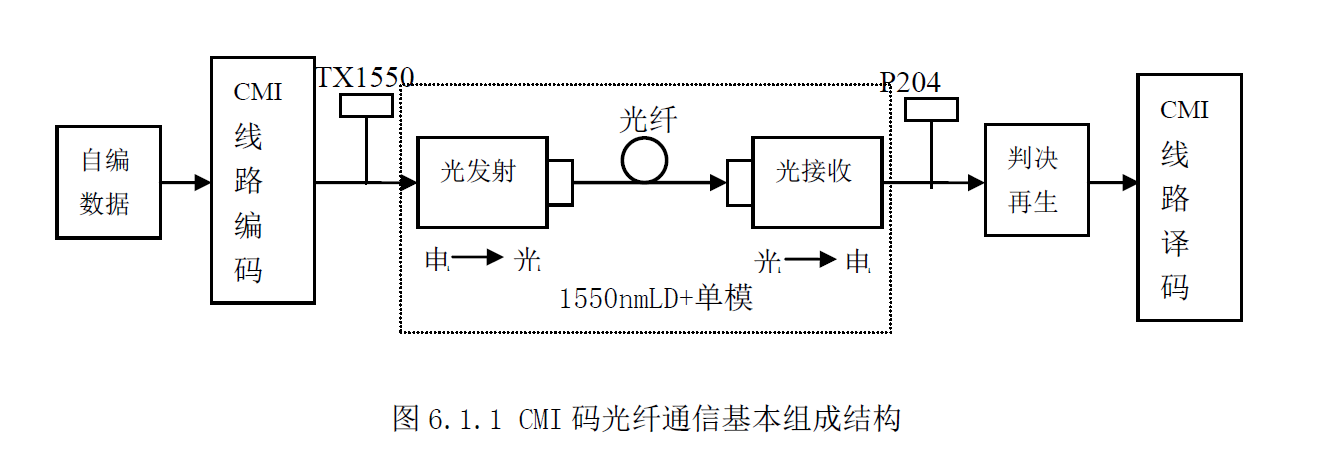 自编
数据
CMI
线
路
编
码
TX1550
光发射
电
光
光纤
光接收
光
电
1550nmLD+单模
P204
判决
再生
CMI
线
路
译
码
图 6.1.1 CMI 码光纤通信基本组成结构